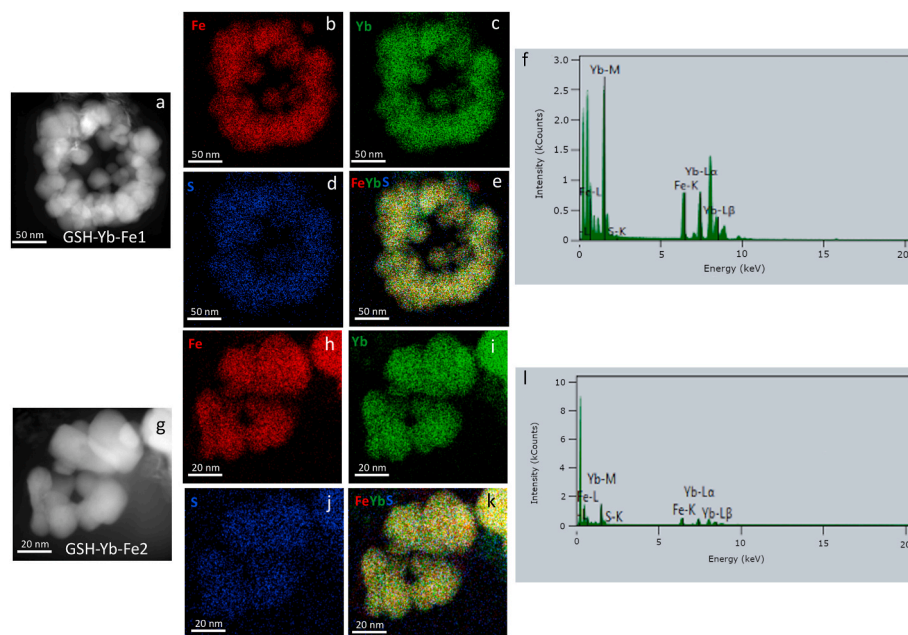 a
50 nm
GSH-Yb-Fe1
Fe
b
50 nm
Yb
c
50 nm
S
d
50 nm
FeYbS
e
50 nm
f
3.0
2.5
2.0
1.5
1.0
0.5
0
Intensity (kCounts)
Yb-M
Fe-L
-L
S-K
Fe-K
Yb-Lα
Yb-Lβ
5
10
15
20
Energy (keV)
g
20 nm
GSH-Yb-Fe2
Fe
h
20 nm
Yb
i
20 nm
S
j
20 nm
FeYbS
k
20 nm
l
10
8
6
4
2
0
Intensity (kCounts)
Yb-M
Fe-L
-L
S-K
Yb-Lα
Fe-K
Yb-Lβ
0
5
10
15
20
Energy (keV)